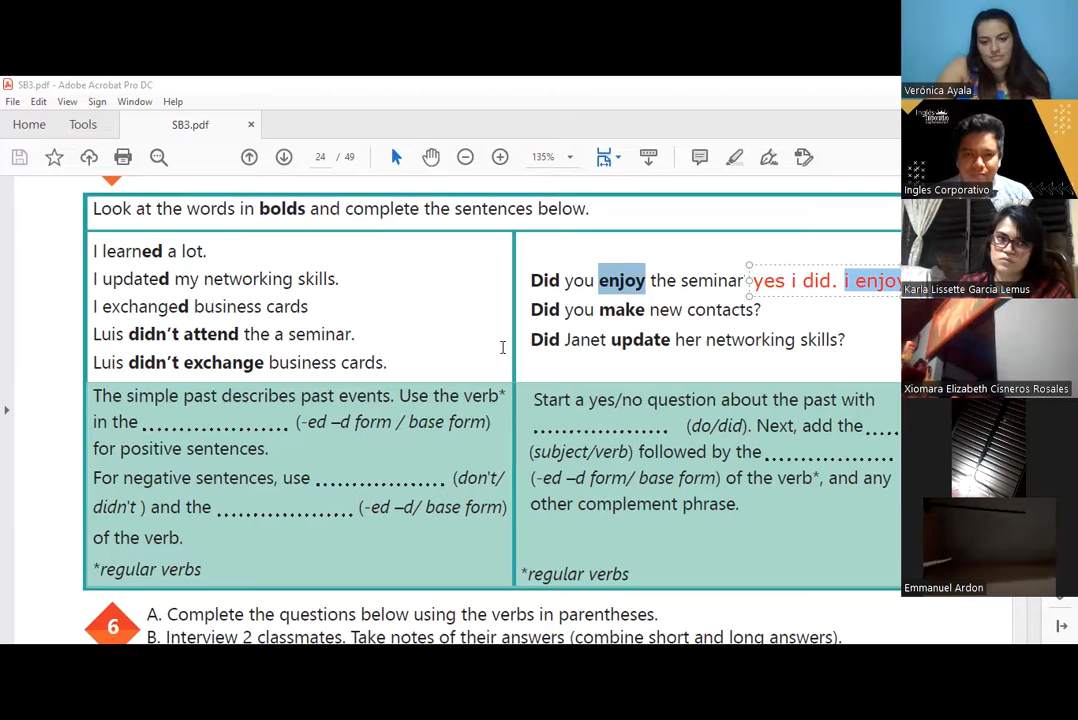 SB3.pdf - Adobe Acrobat Pro DC
File Edit View Sign Window Help
Home Tools SB3.pdf ×
24 / 49 135%
Look at the words in bolds and complete the sentences below.
I learned a lot.
I updated my networking skills.
I exchanged business cards
Luis didn't attend the a seminar.
Luis didn't exchange business cards.
Did you enjoy the seminar yes i did. i enjoy
Did you make new contacts?
Did Janet update her networking skills?
The simple past describes past events. Use the verb*
in the ................... (-ed –d form / base form)
for positive sentences.
For negative sentences, use ................. (don't/
didn't ) and the .................. (-ed –d/ base form)
of the verb.
*regular verbs
Start a yes/no question about the past with
.................. (do/did). Next, add the .....
(subject/verb) followed by the .................
(-ed –d form/ base form) of the verb*, and any
other complement phrase.
*regular verbs
6
A. Complete the questions below using the verbs in parentheses.
B. Interview 2 classmates. Take notes of their answers (combine short and long answers).
Verónica Ayala
Inglés Corporativo
Ingles Corporativo
Karla Lissette Garcia Lemus
Xiomara Elizabeth Cisneros Rosales
Emmanuel Ardon